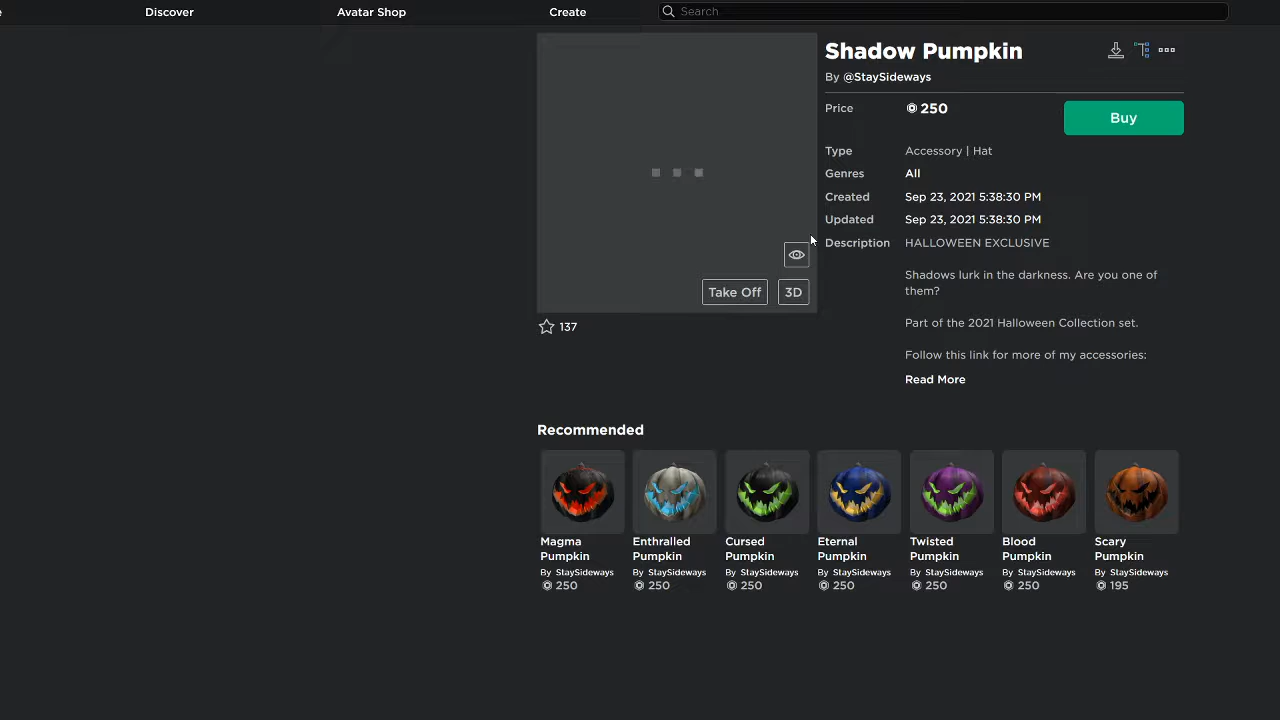 Discover
Avatar Shop
Create
Search
Shadow Pumpkin
By @StaySideways
Price 250
Buy
Type Accessory | Hat
Genres All
Created Sep 23, 2021 5:38:30 PM
Updated Sep 23, 2021 5:38:30 PM
Description HALLOWEEN EXCLUSIVE
Shadows lurk in the darkness. Are you one of
them?
Part of the 2021 Halloween Collection set.
Follow this link for more of my accessories:
Read More
Take Off 3D
137
Recommended
Magma
Pumpkin
By StaySideways
250
Enthralled
Pumpkin
By StaySideways
250
Cursed
Pumpkin
By StaySideways
250
Eternal
Pumpkin
By StaySideways
250
Twisted
Pumpkin
By StaySideways
250
Blood
Pumpkin
By StaySideways
250
Scary
Pumpkin
By StaySideways
195